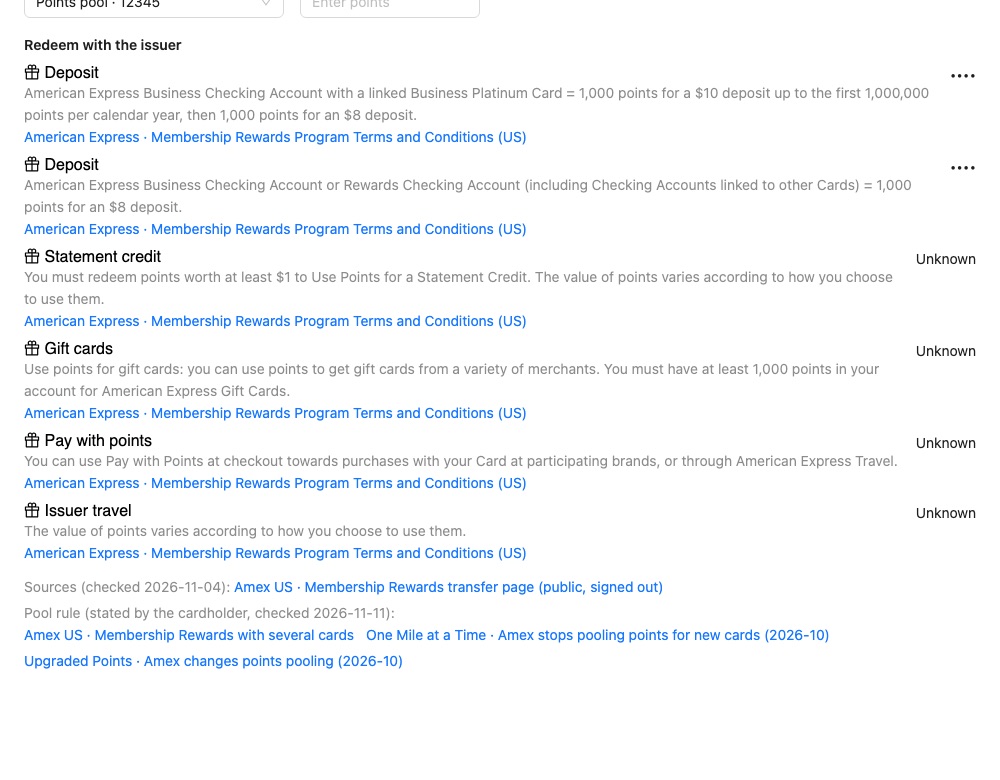 Points pool · 12345
Enter points
Redeem with the issuer
Deposit
••••
American Express Business Checking Account with a linked Business Platinum Card = 1,000 points for a $10 deposit up to the first 1,000,000
points per calendar year, then 1,000 points for an $8 deposit.
American Express · Membership Rewards Program Terms and Conditions (US)
Deposit
••••
American Express Business Checking Account or Rewards Checking Account (including Checking Accounts linked to other Cards) = 1,000
points for an $8 deposit.
American Express · Membership Rewards Program Terms and Conditions (US)
Statement credit
Unknown
You must redeem points worth at least $1 to Use Points for a Statement Credit. The value of points varies according to how you choose
to use them.
American Express · Membership Rewards Program Terms and Conditions (US)
Gift cards
Unknown
Use points for gift cards: you can use points to get gift cards from a variety of merchants. You must have at least 1,000 points in your
account for American Express Gift Cards.
American Express · Membership Rewards Program Terms and Conditions (US)
Pay with points
Unknown
You can use Pay with Points at checkout towards purchases with your Card at participating brands, or through American Express Travel.
American Express · Membership Rewards Program Terms and Conditions (US)
Issuer travel
Unknown
The value of points varies according to how you choose to use them.
American Express · Membership Rewards Program Terms and Conditions (US)
Sources (checked 2026-11-04): Amex US · Membership Rewards transfer page (public, signed out)
Pool rule (stated by the cardholder, checked 2026-11-11):
Amex US · Membership Rewards with several cards One Mile at a Time · Amex stops pooling points for new cards (2026-10)
Upgraded Points · Amex changes points pooling (2026-10)